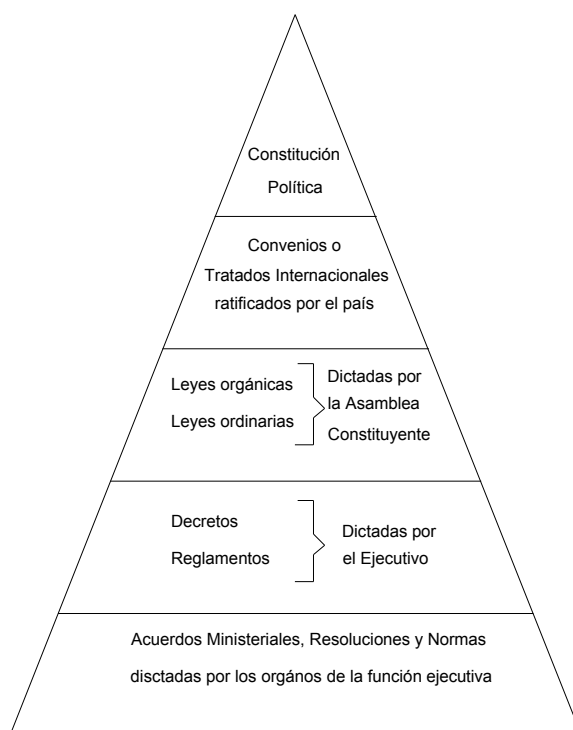 Constitución
Política
Convenios o
Tratados Internacionales
ratificados por el país
Leyes orgánicas
Leyes ordinarias
Dictadas por
la Asamblea
Constituyente
Decretos
Reglamentos
Dictadas por
el Ejecutivo
Acuerdos Ministeriales, Resoluciones y Normas
disctadas por los orgános de la función ejecutiva